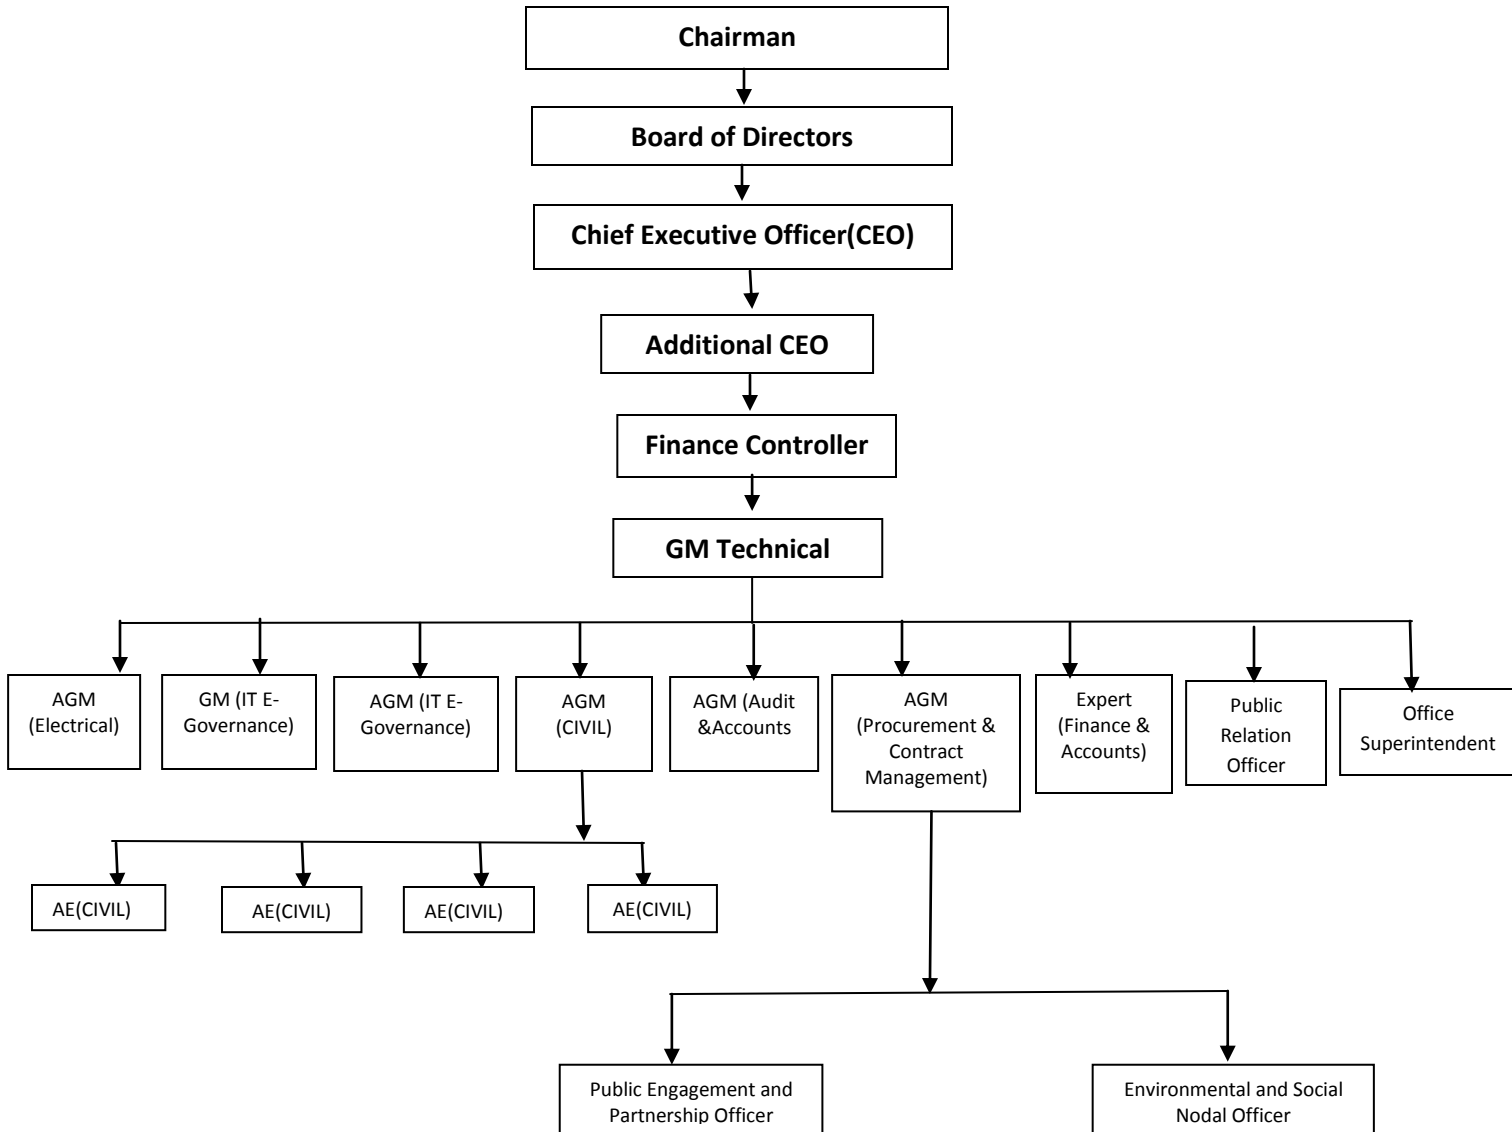 Chairman
Board of Directors
Chief Executive Officer(CEO)
Additional CEO
Finance Controller
GM Technical
AGM
(Electrical)
GM (IT E-
Governance)
AGM (IT E-
Governance)
AGM
(CIVIL)
AGM (Audit
&Accounts
AGM
(Procurement &
Contract
Management)
Expert
(Finance &
Accounts)
Public
Relation
Officer
Office
Superintendent
AE(CIVIL)
AE(CIVIL)
AE(CIVIL)
AE(CIVIL)
Public Engagement and
Partnership Officer
Environmental and Social
Nodal Officer